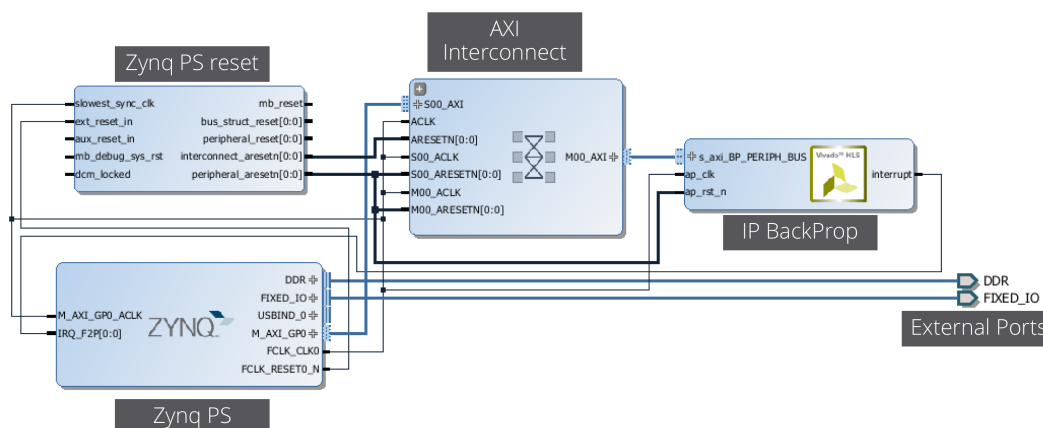 AXI
Interconnect
Zynq PS reset
slowest_sync_clk
ext_reset_in
aux_reset_in
mb_debug_sys_rst
dcm_locked
mb_reset
bus_struct_reset[0:0]
peripheral_reset[0:0]
interconnect_aresetn[0:0]
peripheral_aresetn[0:0]
S00_AXI
ACLK
ARESETN[0:0]
S00_ACLK
S00_ARESETN[0:0]
M00_ACLK
M00_ARESETN[0:0]
M00_AXI
s_axi_BP_PERIPH_BUS
ap_clk
ap_rst_n
Vivado™ HLS
interrupt
IP BackProp
M_AXI_GP0_ACLK
IRQ_F2P[0:0]
ZYNQ
DDR
FIXED_IO
USBIND_0
M_AXI_GP0
FCLK_CLK0
FCLK_RESET0_N
Zynq PS
DDR
FIXED_IO
External Ports